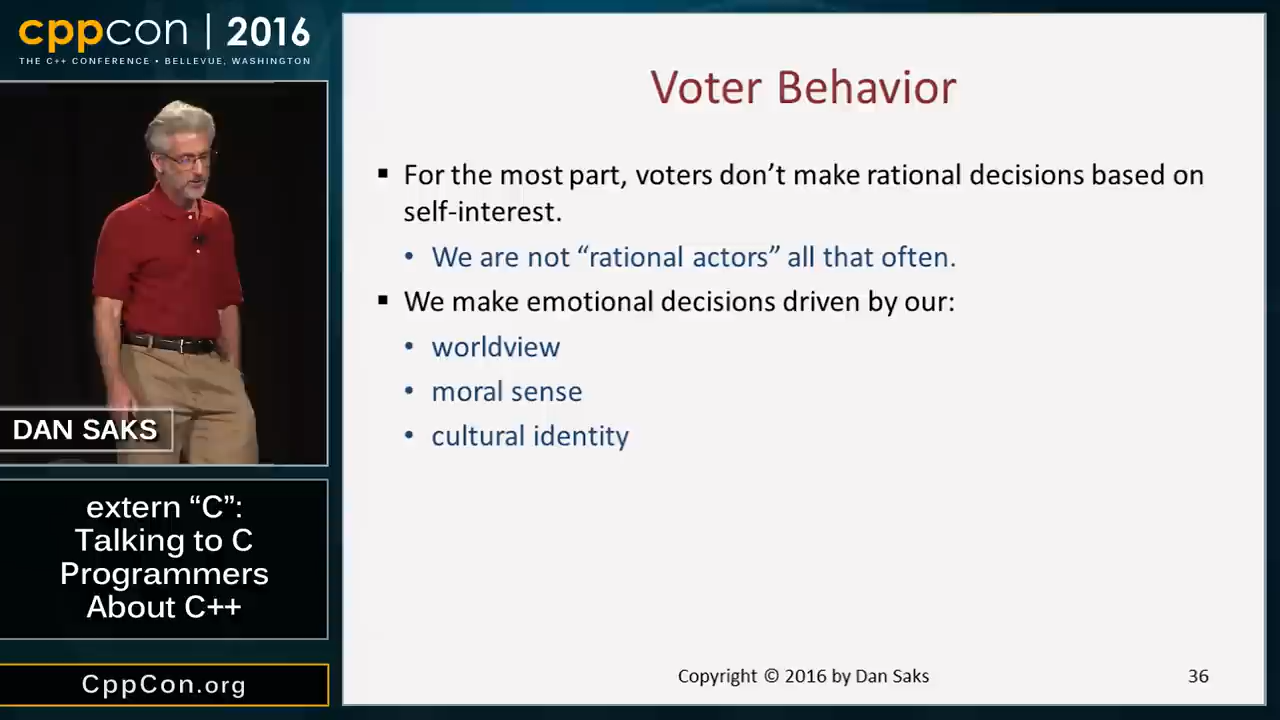 cppcon | 2016
THE C++ CONFERENCE • BELLEVUE, WASHINGTON
DAN SAKS
extern “C”:
Talking to C
Programmers
About C++
CppCon.org
Voter Behavior
▪ For the most part, voters don’t make rational decisions based on
self-interest.
• We are not “rational actors” all that often.
▪ We make emotional decisions driven by our:
• worldview
• moral sense
• cultural identity
Copyright © 2016 by Dan Saks
36